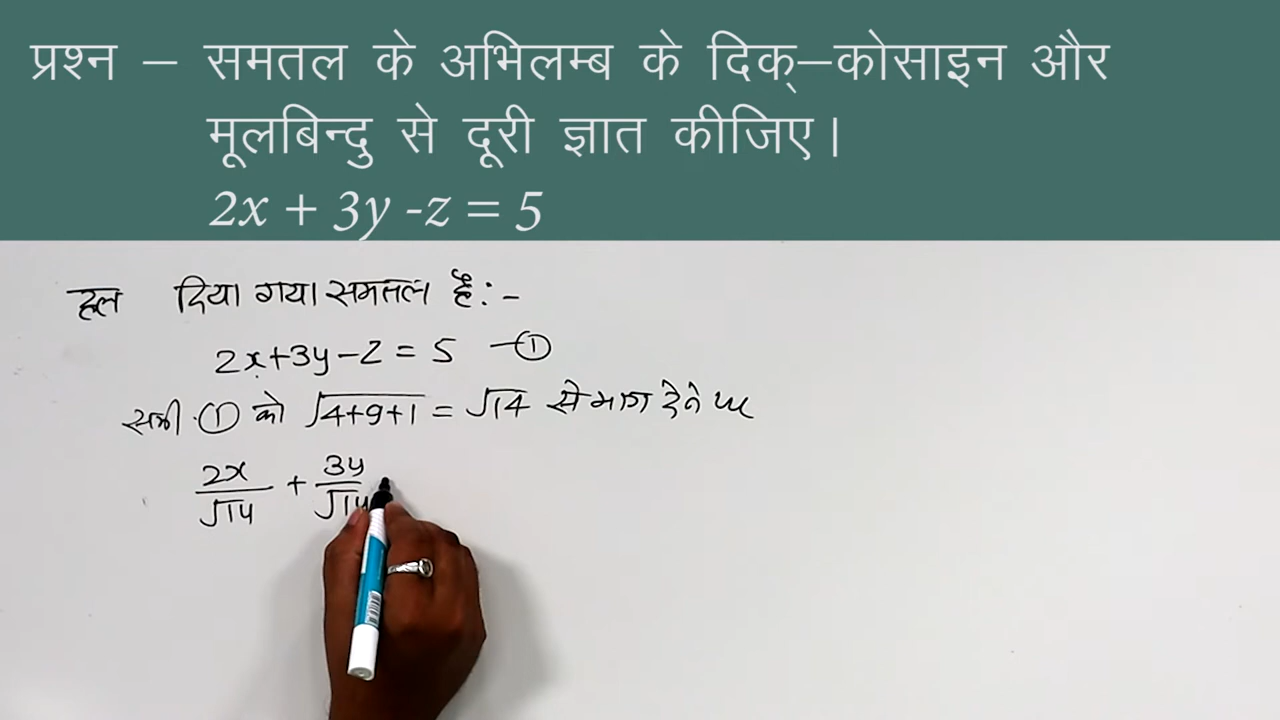 प्रश्न – समतल के अभिलम्ब के दिक्–कोसाइन और
मूलबिन्दु से दूरी ज्ञात कीजिए।
2x + 3y -z = 5
हल दिया गया समतल है:-
2x+3y-z = 5 —①
समी. ① को √4+9+1 = √14 से भाग देने पर
2x/√14 + 3y/√14